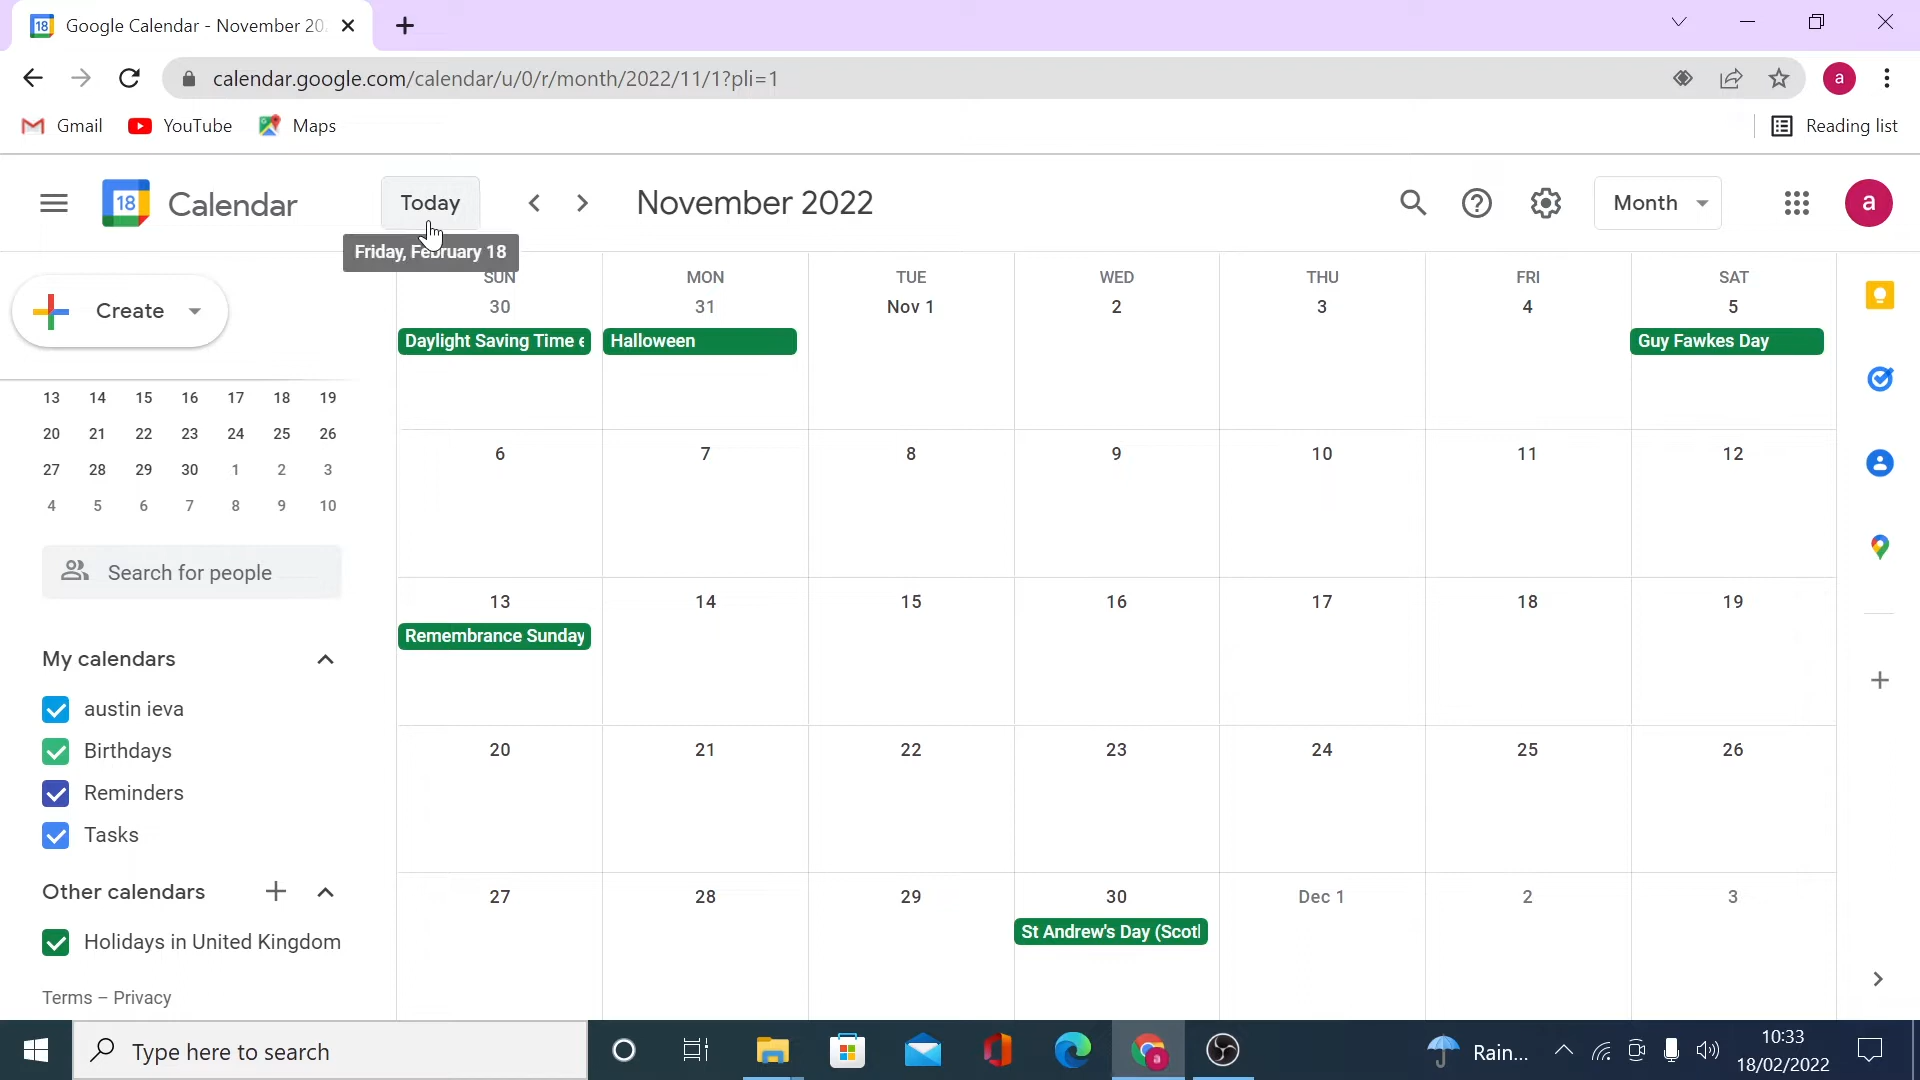 18 Google Calendar - November 20
calendar.google.com/calendar/u/0/r/month/2022/11/1?pli=1
a
Gmail YouTube Maps
Reading list
18 Calendar
Today
November 2022
Month
a
Friday, February 18
Create
SUN MON TUE WED THU FRI SAT
30 31 Nov 1 2 3 4 5
Daylight Saving Time e
Halloween
Guy Fawkes Day
6 7 8 9 10 11 12
13 14 15 16 17 18 19
Remembrance Sunday
20 21 22 23 24 25 26
27 28 29 30 Dec 1 2 3
St Andrew's Day (Scotl
13 14 15 16 17 18 19
20 21 22 23 24 25 26
27 28 29 30 1 2 3
4 5 6 7 8 9 10
Search for people
My calendars
austin ieva
Birthdays
Reminders
Tasks
Other calendars
Holidays in United Kingdom
Terms – Privacy
Type here to search
a
Rain...
10:33
18/02/2022